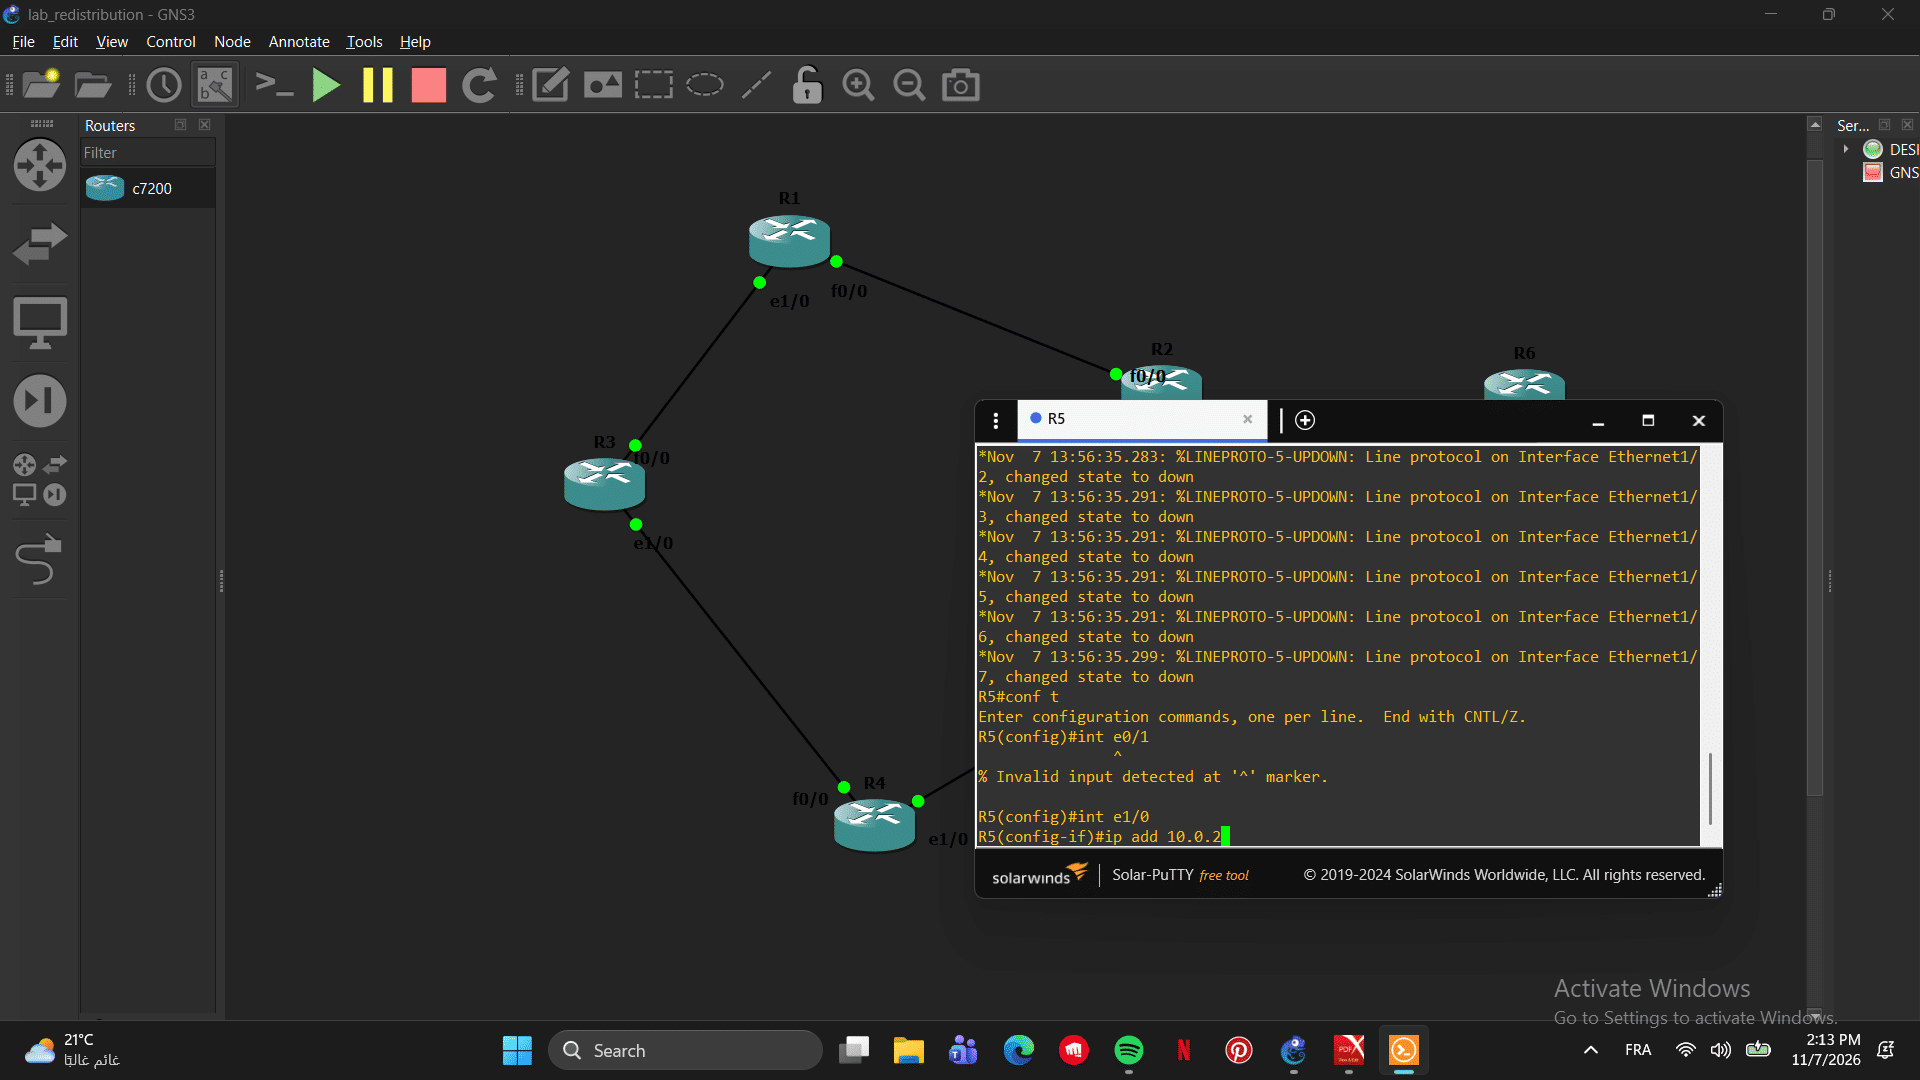 lab_redistribution - GNS3
File Edit View Control Node Annotate Tools Help
Routers
Filter
c7200
Ser...
DESH
GNS
R1
e1/0
f0/0
R2
f0/0
R6
R3
f0/0
e1/0
f0/0
R4
e1/0
R5
*Nov  7 13:56:35.283: %LINEPROTO-5-UPDOWN: Line protocol on Interface Ethernet1/
2, changed state to down
*Nov  7 13:56:35.291: %LINEPROTO-5-UPDOWN: Line protocol on Interface Ethernet1/
3, changed state to down
*Nov  7 13:56:35.291: %LINEPROTO-5-UPDOWN: Line protocol on Interface Ethernet1/
4, changed state to down
*Nov  7 13:56:35.291: %LINEPROTO-5-UPDOWN: Line protocol on Interface Ethernet1/
5, changed state to down
*Nov  7 13:56:35.291: %LINEPROTO-5-UPDOWN: Line protocol on Interface Ethernet1/
6, changed state to down
*Nov  7 13:56:35.299: %LINEPROTO-5-UPDOWN: Line protocol on Interface Ethernet1/
7, changed state to down
R5#conf t
Enter configuration commands, one per line.  End with CNTL/Z.
R5(config)#int e0/1
^
% Invalid input detected at '^' marker.
R5(config)#int e1/0
R5(config-if)#ip add 10.0.2
solarwinds Solar-PuTTY free tool © 2019-2024 SolarWinds Worldwide, LLC. All rights reserved.
Activate Windows
Go to Settings to activate Windows.
21°C
غائم غالبًا
Search
FRA
2:13 PM
11/7/2026